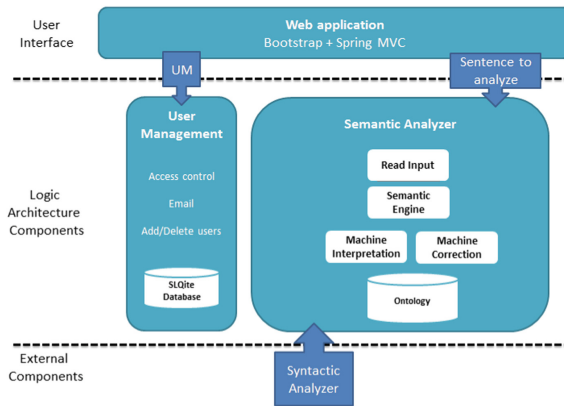 User
Interface
Web application
Bootstrap + Spring MVC
UM
Sentence to
analyze
Logic
Architecture
Components
User
Management
Access control
Email
Add/Delete users
SLQite
Database
Semantic Analyzer
Read Input
Semantic
Engine
Machine
Interpretation
Machine
Correction
Ontology
External
Components
Syntactic
Analyzer